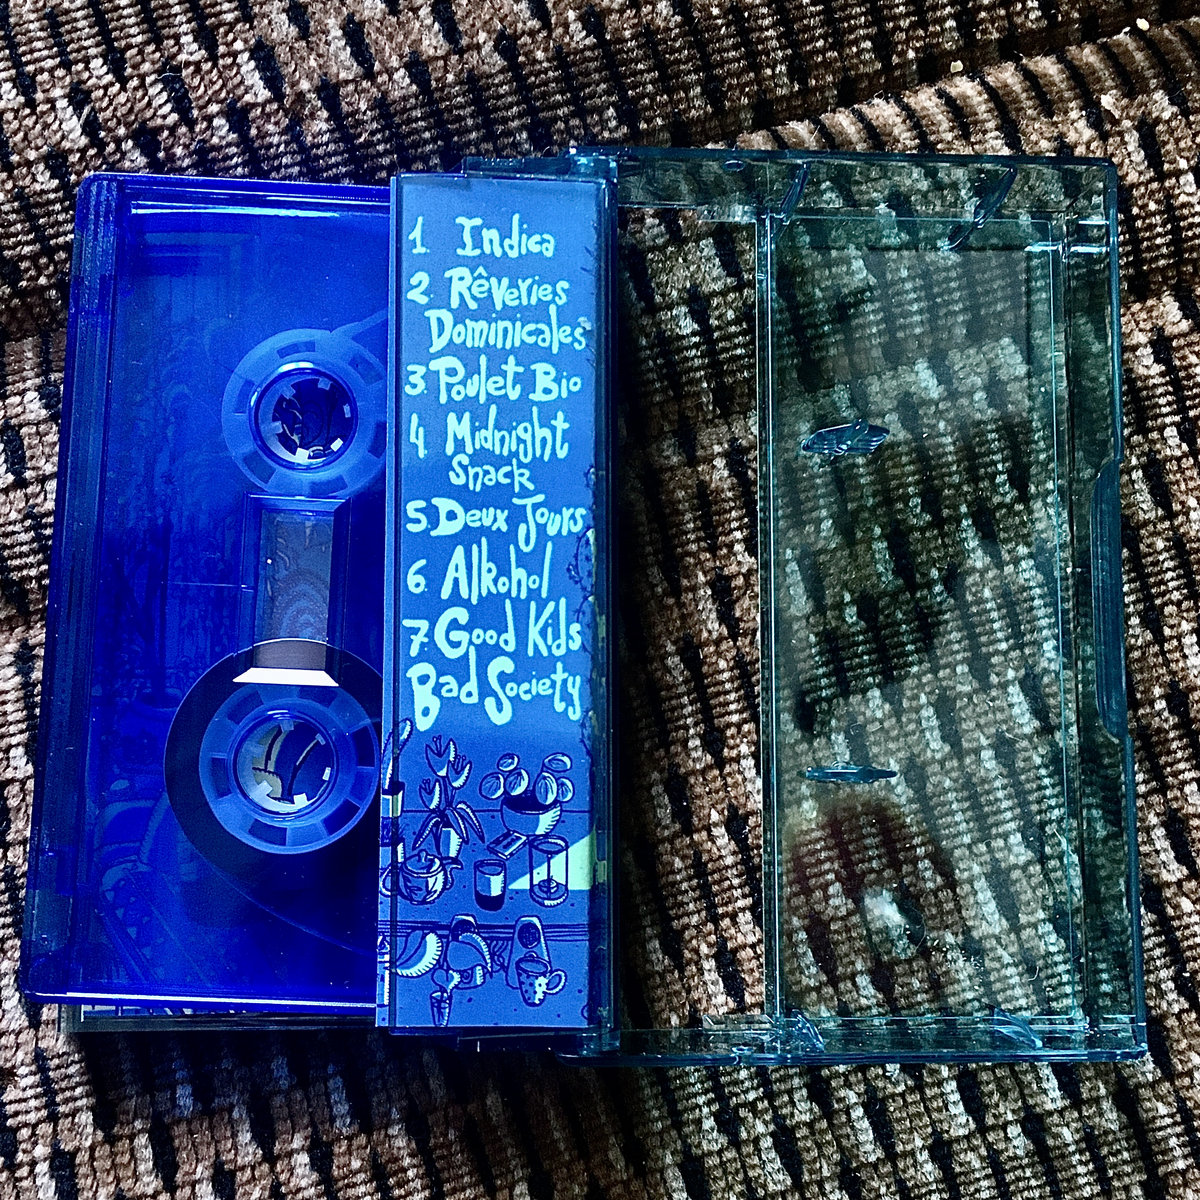 1 Indica
2. Rêveries
Dominicales
3. Poulet Bio
4 Midnight
Snack
5. Deux Jours
6. Alkohol
7. Good Kids
Bad Society